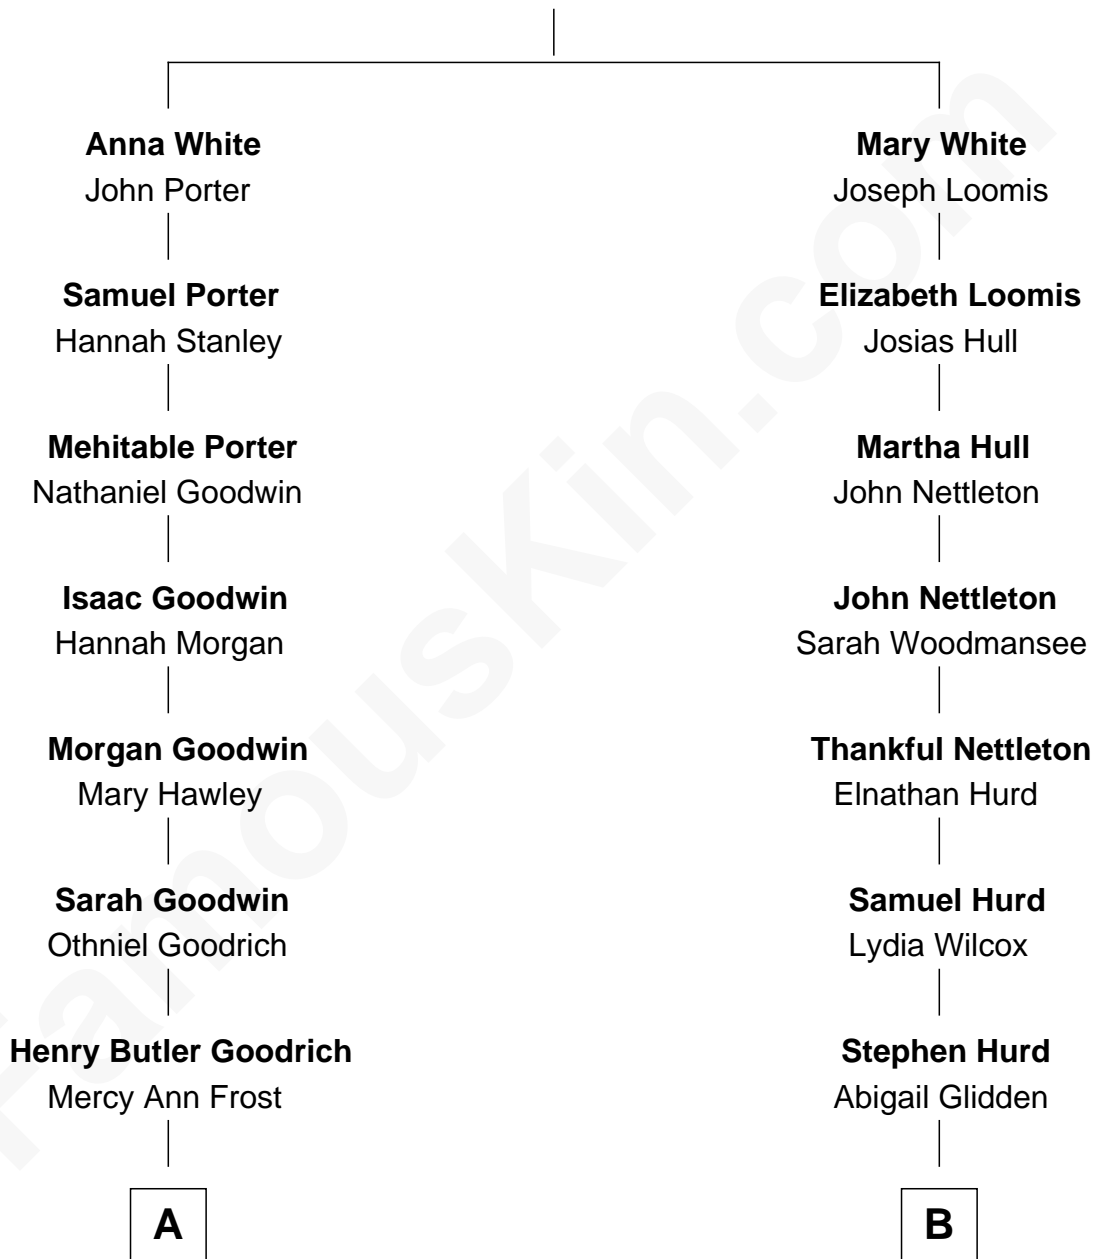 Anna White
John Porter
Samuel Porter
Hannah Stanley
Mehitable Porter
Nathaniel Goodwin
Isaac Goodwin
Hannah Morgan
Morgan Goodwin
Mary Hawley
Sarah Goodwin
Othniel Goodrich
Henry Butler Goodrich
Mercy Ann Frost
A
Mary White
Joseph Loomis
Elizabeth Loomis
Josias Hull
Martha Hull
John Nettleton
John Nettleton
Sarah Woodmansee
Thankful Nettleton
Elnathan Hurd
Samuel Hurd
Lydia Wilcox
Stephen Hurd
Abigail Glidden
B
FamousKin.com